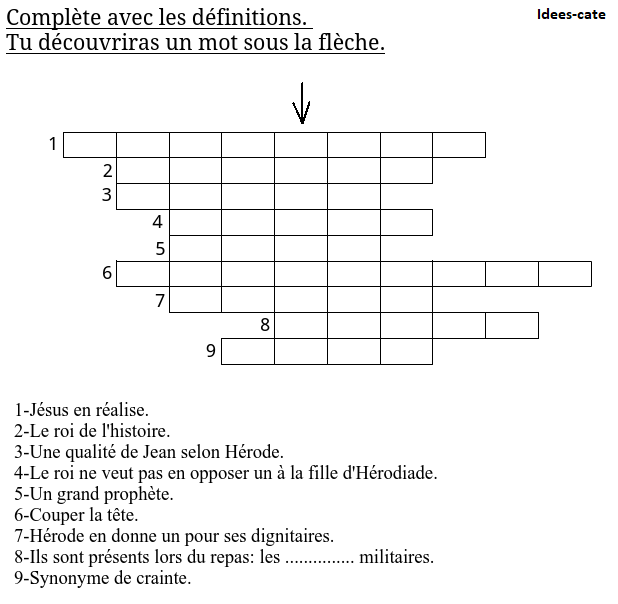 Complète avec les définitions.
Idees-cate
Tu découvriras un mot sous la flèche.
1
2
3
4
5
6
7
8
9
1-Jésus en réalise.
2-Le roi de l'histoire.
3-Une qualité de Jean selon Hérode.
4-Le roi ne veut pas en opposer un à la fille d'Hérodiade.
5-Un grand prophète.
6-Couper la tête.
7-Hérode en donne un pour ses dignitaires.
8-Ils sont présents lors du repas: les ............... militaires.
9-Synonyme de crainte.